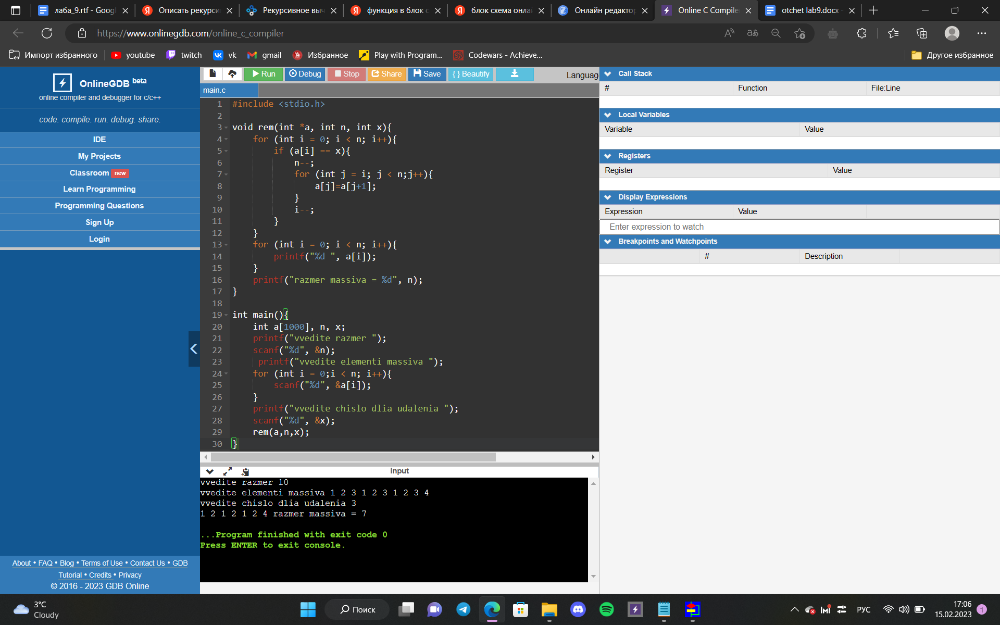 лаба_9.rtf - Googl
Описать рекурси
Рекурсивное выч
функция в блок с
блок схема онла
Онлайн редактор
Online C Compile
otchet lab9.docx
https://www.onlinegdb.com/online_c_compiler
Импорт избранного
youtube
twitch
vk
gmail
Избранное
Play with Program...
Codewars - Achieve...
Другое избранное
OnlineGDB beta
online compiler and debugger for c/c++
code. compile. run. debug. share.
IDE
My Projects
Classroom new
Learn Programming
Programming Questions
Sign Up
Login
About • FAQ • Blog • Terms of Use • Contact Us • GDB
Tutorial • Credits • Privacy
© 2016 - 2023 GDB Online
Run Debug Stop Share Save { } Beautify Languag
main.c
1 #include <stdio.h>
2
3 void rem(int *a, int n, int x){
4     for (int i = 0; i < n; i++){
5         if (a[i] == x){
6             n--;
7             for (int j = i; j < n;j++){
8                 a[j]=a[j+1];
9             }
10             i--;
11         }
12     }
13     for (int i = 0; i < n; i++){
14         printf("%d ", a[i]);
15     }
16     printf("razmer massiva = %d", n);
17 }
18
19 int main(){
20     int a[1000], n, x;
21     printf("vvedite razmer ");
22     scanf("%d", &n);
23      printf("vvedite elementi massiva ");
24     for (int i = 0;i < n; i++){
25         scanf("%d", &a[i]);
26     }
27     printf("vvedite chislo dlia udalenia ");
28     scanf("%d", &x);
29     rem(a,n,x);
30 }
input
vvedite razmer 10
vvedite elementi massiva 1 2 3 1 2 3 1 2 3 4
vvedite chislo dlia udalenia 3
1 2 1 2 1 2 4 razmer massiva = 7
...Program finished with exit code 0
Press ENTER to exit console.
Call Stack
# Function File:Line
Local Variables
Variable Value
Registers
Register Value
Display Expressions
Expression Value
Enter expression to watch
Breakpoints and Watchpoints
# Description
3°C
Cloudy
Поиск
РУС
17:06
15.02.2023
1